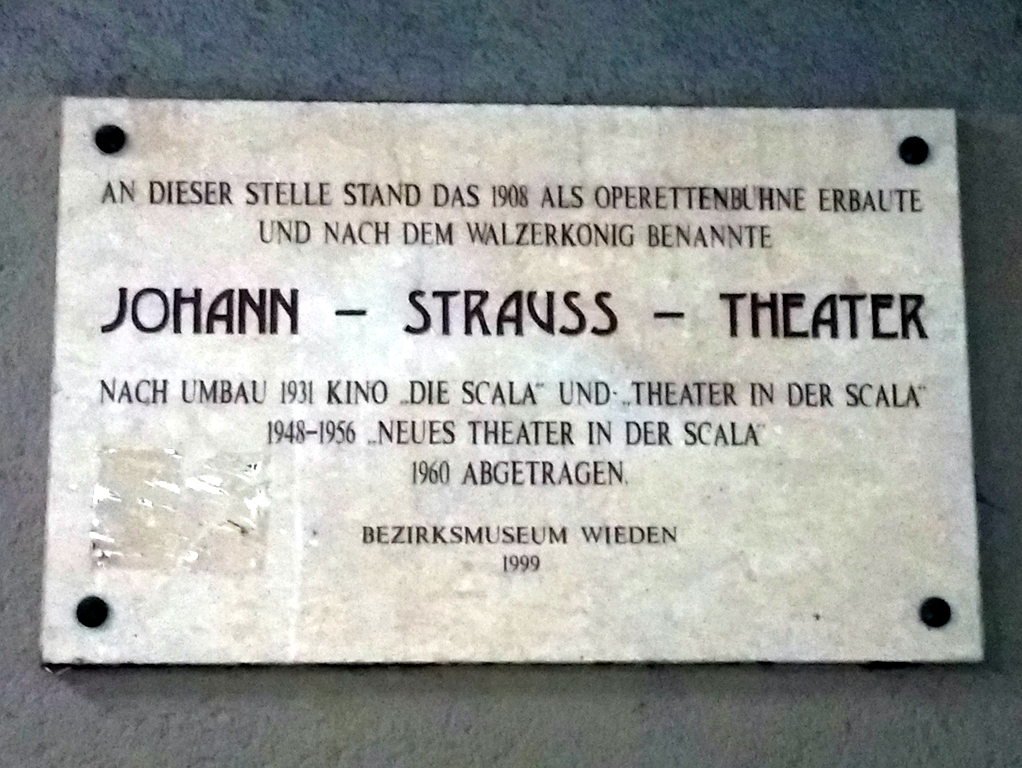 AN DIESER STELLE STAND DAS 1908 ALS OPERETTENBÜHNE ERBAUTE
UND NACH DEM WALZERKÖNIG BENANNTE
JOHANN – STRAUSS – THEATER
NACH UMBAU 1931 KINO „DIE SCALA" UND „THEATER IN DER SCALA"
1948–1956 „NEUES THEATER IN DER SCALA"
1960 ABGETRAGEN.
BEZIRKSMUSEUM WIEDEN
1999